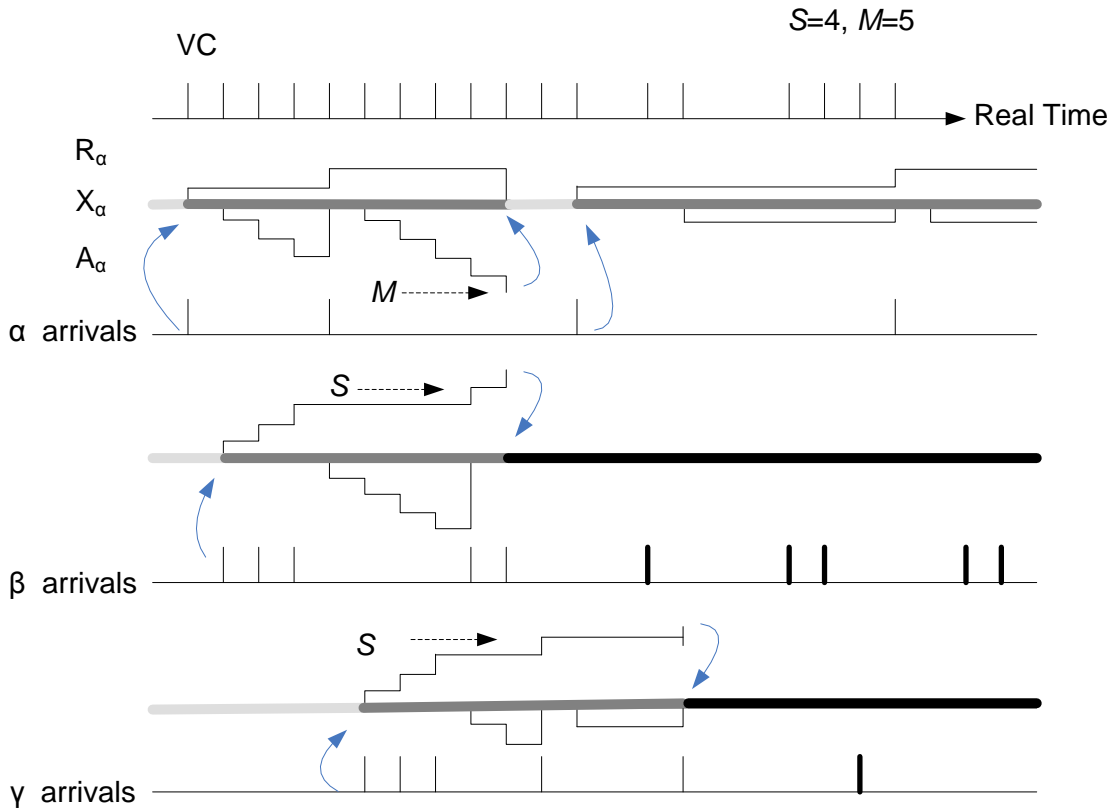 S=4, M=5
VC
Real Time
Rα
Xα
Aα
M
α arrivals
S
β arrivals
S
γ arrivals